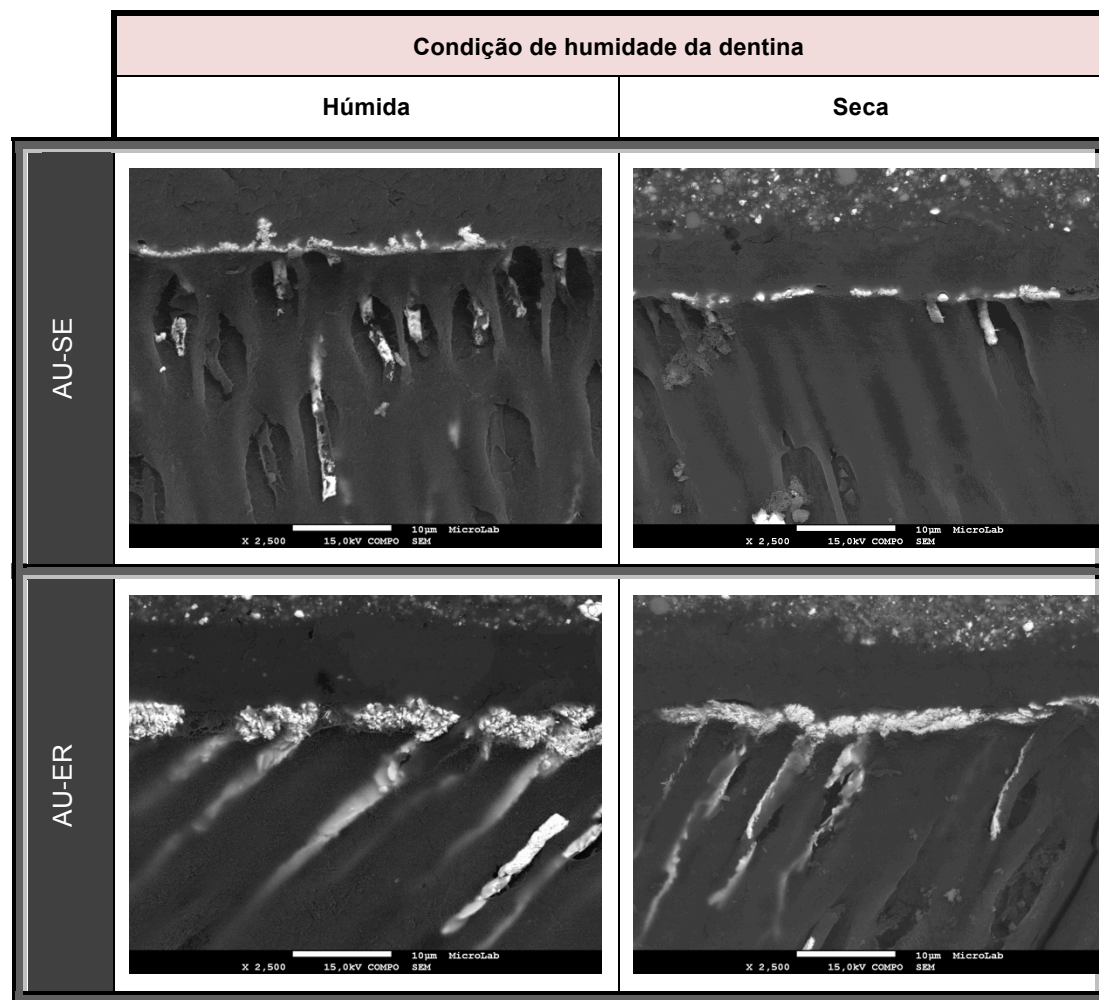 Condição de humidade da dentina
Húmida
Seca
AU-SE
10µm MicroLab
X 2,500 15,0kV COMPO SEM
10µm MicroLab
X 2,500 15,0kV COMPO SEM
AU-ER
10µm MicroLab
X 2,500 15,0kV COMPO SEM
10µm MicroLab
X 2,500 15,0kV COMPO SEM